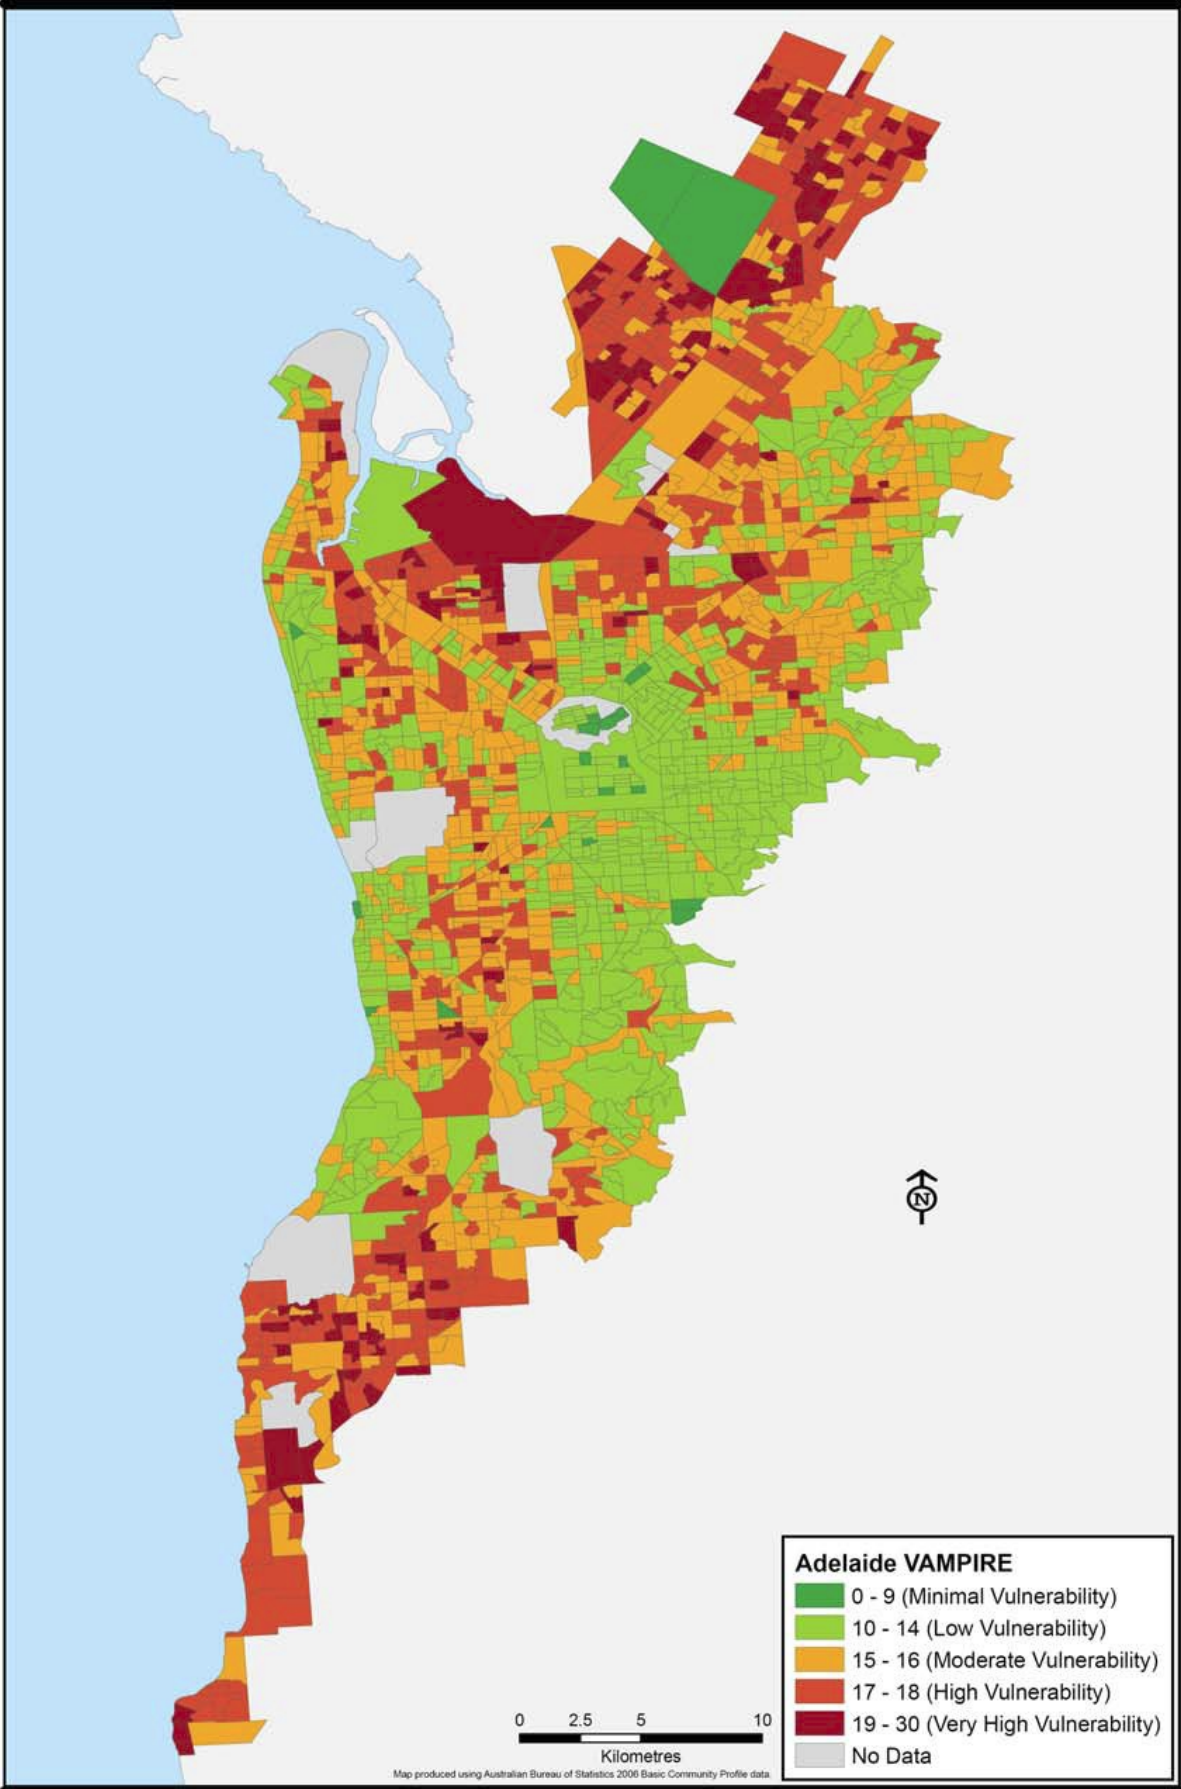 N
Adelaide VAMPIRE
0 - 9 (Minimal Vulnerability)
10 - 14 (Low Vulnerability)
15 - 16 (Moderate Vulnerability)
17 - 18 (High Vulnerability)
19 - 30 (Very High Vulnerability)
No Data
0 2.5 5 10
Kilometres
Map produced using Australian Bureau of Statistics 2006 Basic Community Profile data.